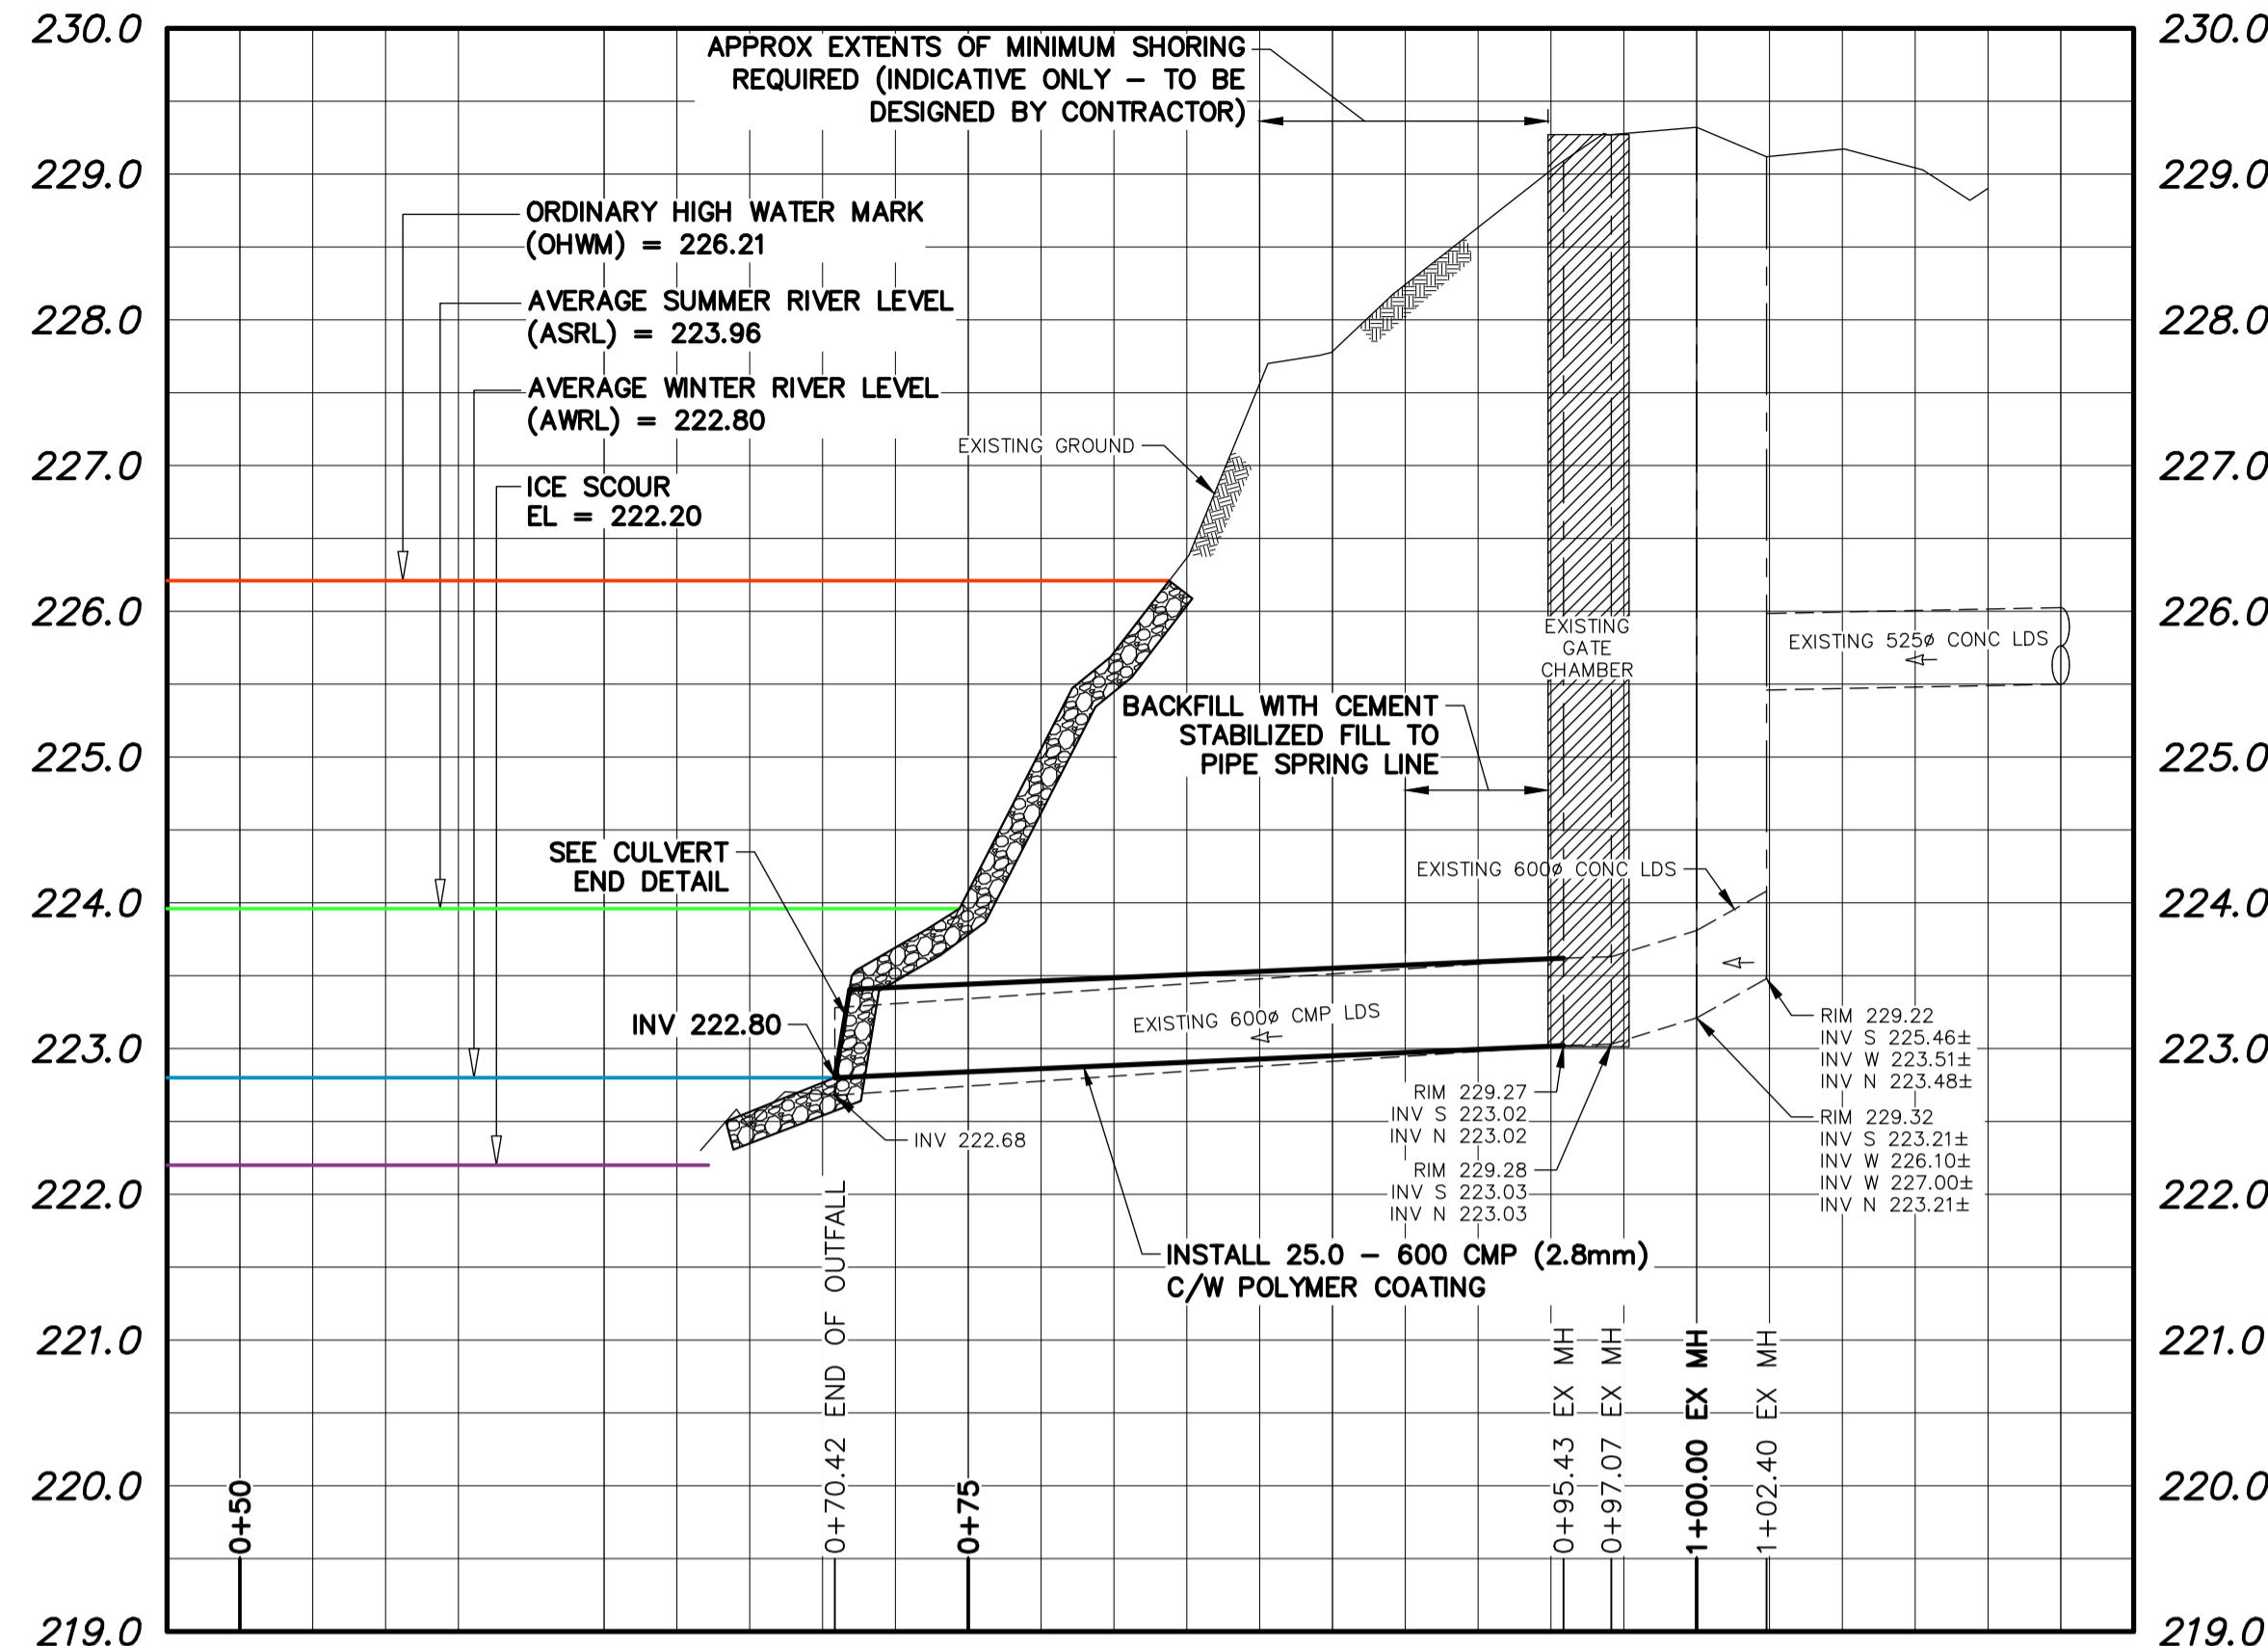 230.0
230.0
APPROX EXTENTS OF MINIMUM SHORING
REQUIRED (INDICATIVE ONLY – TO BE
DESIGNED BY CONTRACTOR)
229.0
229.0
ORDINARY HIGH WATER MARK
(OHWM) = 226.21
AVERAGE SUMMER RIVER LEVEL
(ASRL) = 223.96
228.0
228.0
AVERAGE WINTER RIVER LEVEL
(AWRL) = 222.80
EXISTING GROUND
227.0
227.0
ICE SCOUR
EL = 222.20
226.0
226.0
EXISTING
GATE
CHAMBER
EXISTING 525ø CONC LDS
BACKFILL WITH CEMENT
STABILIZED FILL TO
PIPE SPRING LINE
225.0
225.0
SEE CULVERT
END DETAIL
EXISTING 600ø CONC LDS
224.0
224.0
INV 222.80
EXISTING 600ø CMP LDS
223.0
223.0
RIM 229.22
INV S 225.46±
INV W 223.51±
INV N 223.48±
RIM 229.27
INV S 223.02
INV N 223.02
INV 222.68
RIM 229.32
INV S 223.21±
INV W 226.10±
INV W 227.00±
INV N 223.21±
RIM 229.28
INV S 223.03
INV N 223.03
222.0
222.0
INSTALL 25.0 – 600 CMP (2.8mm)
C/W POLYMER COATING
221.0
221.0
220.0
220.0
0+50
0+70.42 END OF OUTFALL
0+75
0+95.43 EX MH
0+97.07 EX MH
1+00.00 EX MH
1+02.40 EX MH
219.0
219.0